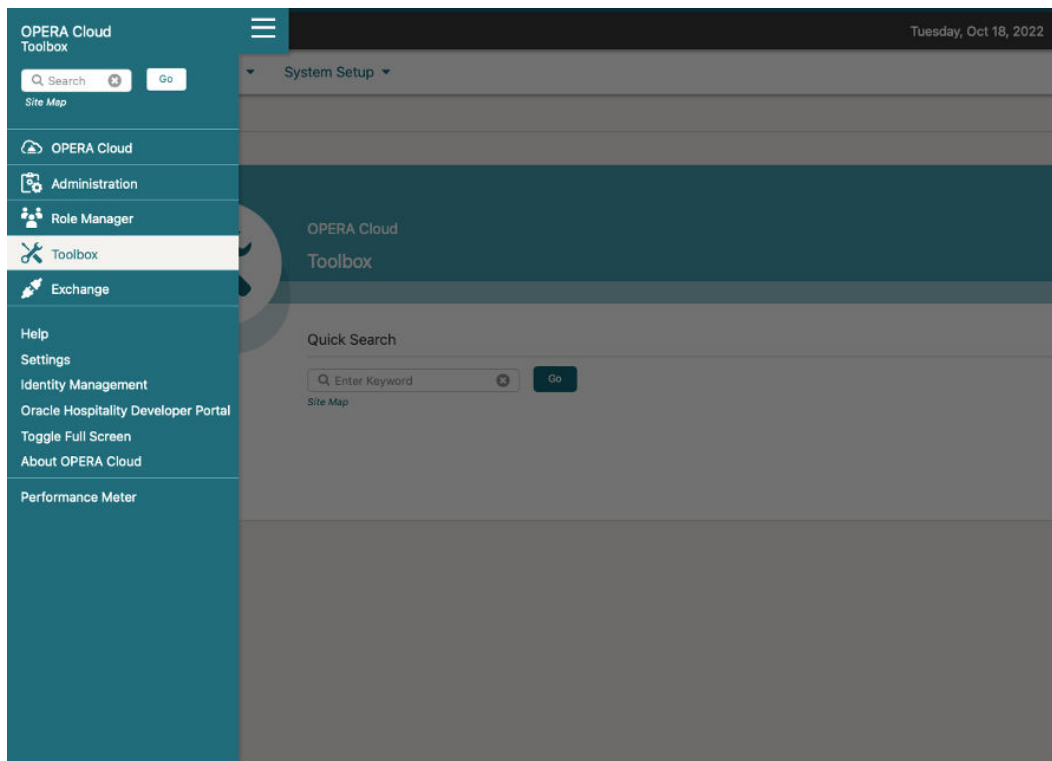 OPERA Cloud
Toolbox
Search
Go
Site Map
OPERA Cloud
Administration
Role Manager
Toolbox
Exchange
Help
Settings
Identity Management
Oracle Hospitality Developer Portal
Toggle Full Screen
About OPERA Cloud
Performance Meter
Tuesday, Oct 18, 2022
System Setup
OPERA Cloud
Toolbox
Quick Search
Enter Keyword
Go
Site Map